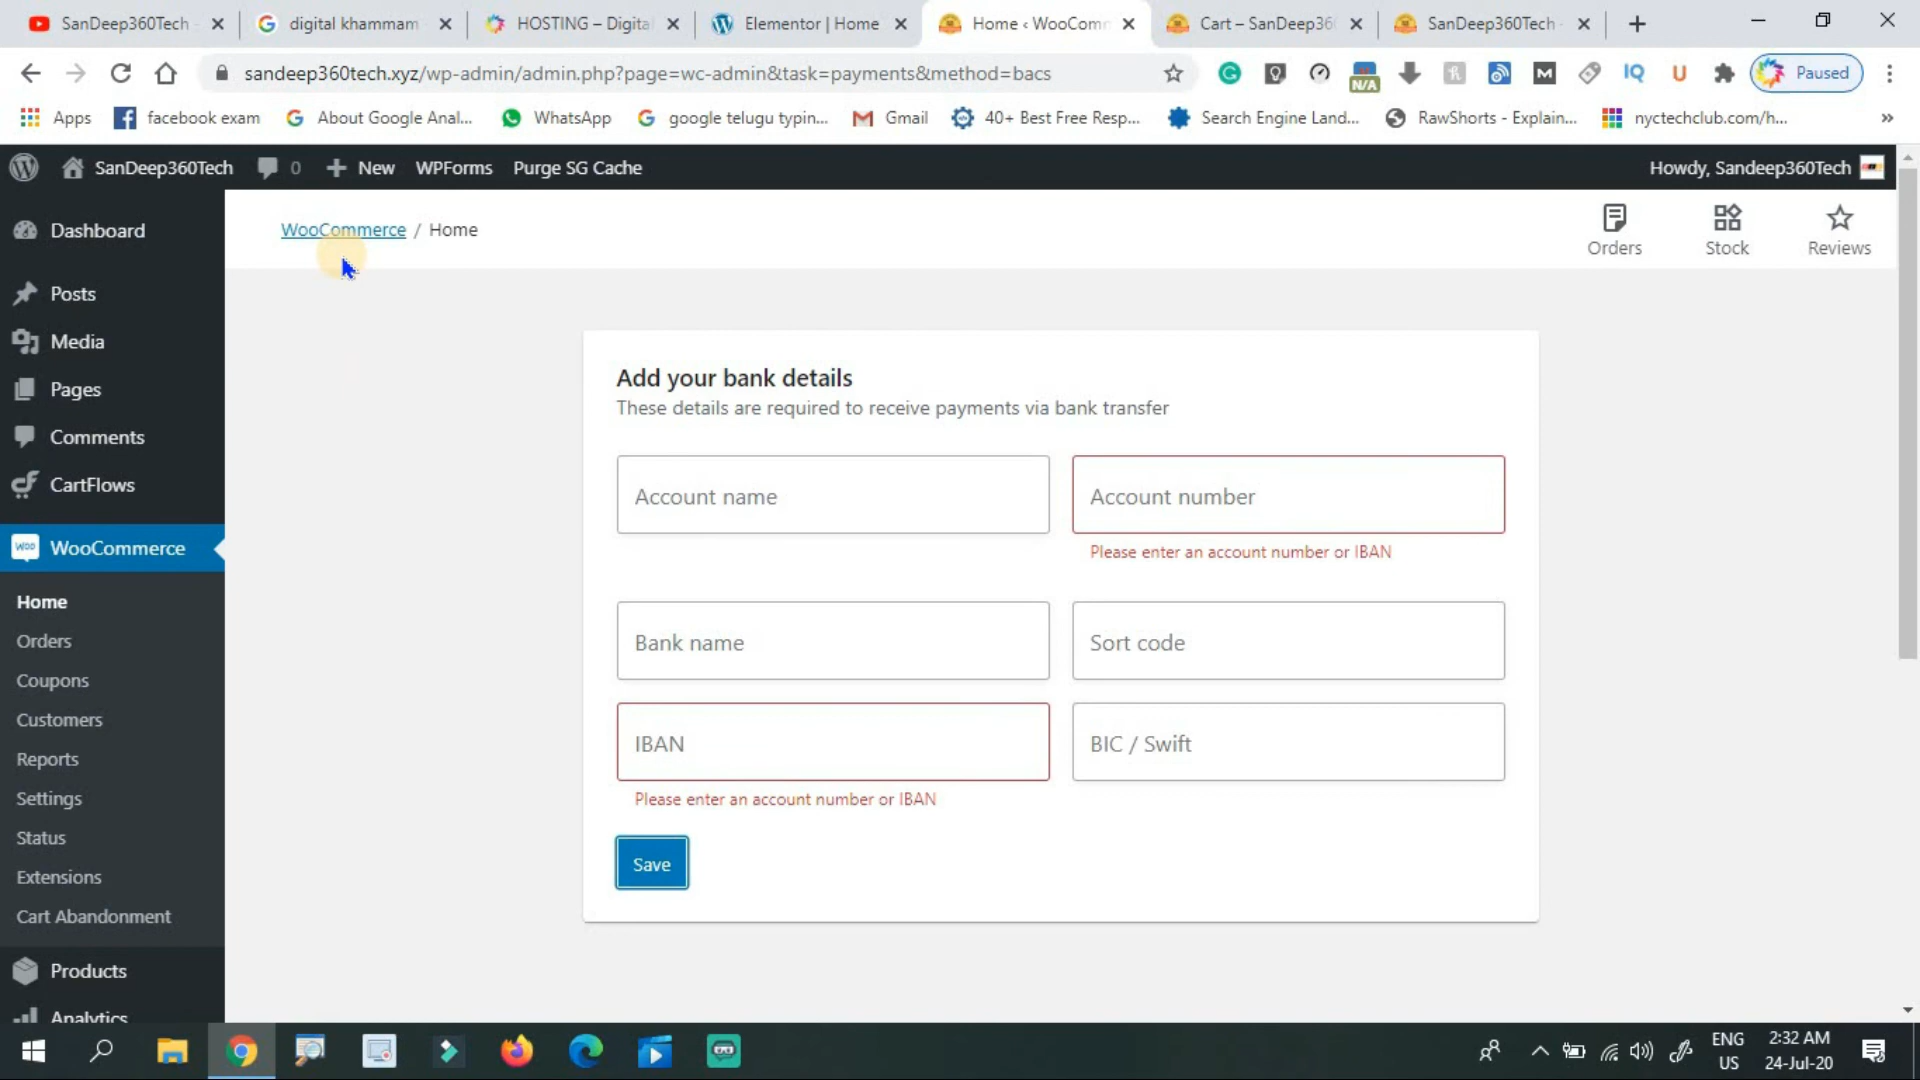 SanDeep360Tech -
digital khammam
HOSTING – Digita
Elementor | Home
Home ‹ WooComm
Cart – SanDeep36
SanDeep360Tech -
sandeep360tech.xyz/wp-admin/admin.php?page=wc-admin&task=payments&method=bacs
N/A
M
IQ
U
Paused
Apps
facebook exam
About Google Anal...
WhatsApp
google telugu typin...
Gmail
40+ Best Free Resp...
Search Engine Land...
RawShorts - Explain...
nyctechclub.com/h...
»
SanDeep360Tech
0
New
WPForms
Purge SG Cache
Howdy, Sandeep360Tech
Dashboard
Posts
Media
Pages
Comments
CartFlows
WooCommerce
Home
Orders
Coupons
Customers
Reports
Settings
Status
Extensions
Cart Abandonment
Products
Analytics
WooCommerce / Home
Orders
Stock
Reviews
Add your bank details
These details are required to receive payments via bank transfer
Account name
Account number
Please enter an account number or IBAN
Bank name
Sort code
IBAN
BIC / Swift
Please enter an account number or IBAN
Save
ENG
US
2:32 AM
24-Jul-20